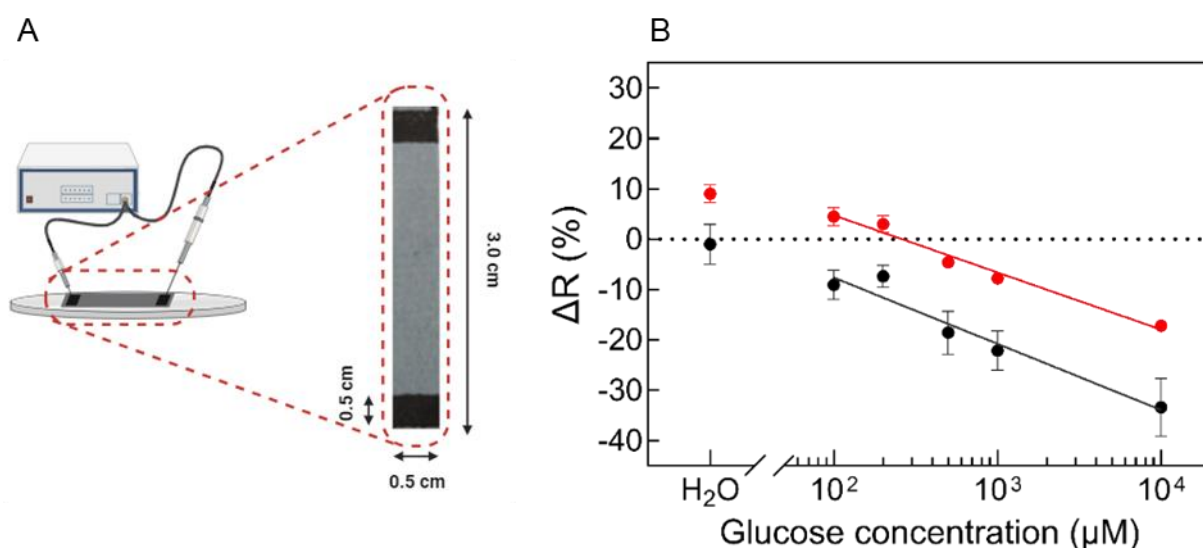 A
3.0 cm
0.5 cm
0.5 cm
B
ΔR (%)
30
20
10
0
-10
-20
-30
-40
H₂O
10²
10³
10⁴
Glucose concentration (μM)